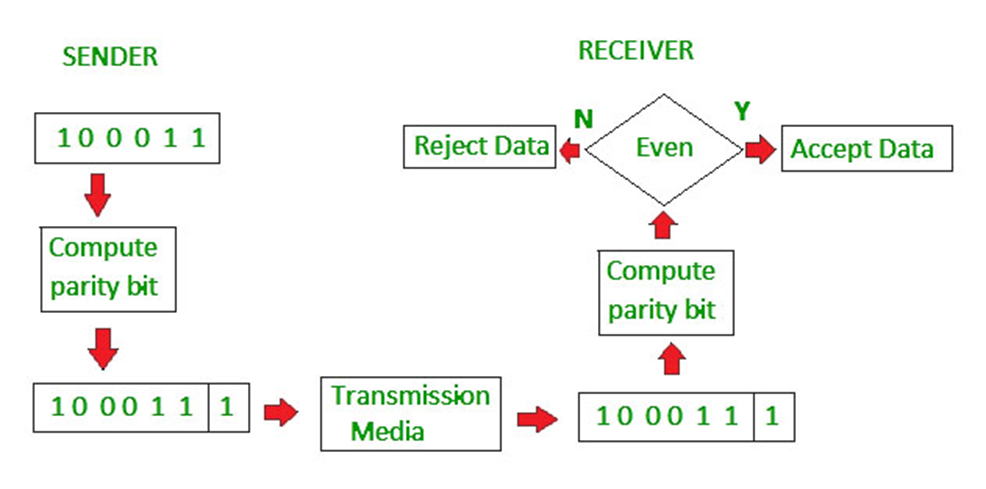 SENDER
1 0 0 0 1 1
Compute
parity bit
1 0 0 0 1 1 1
Transmission
Media
RECEIVER
N
Y
Reject Data
Even
Accept Data
Compute
parity bit
1 0 0 0 1 1 1